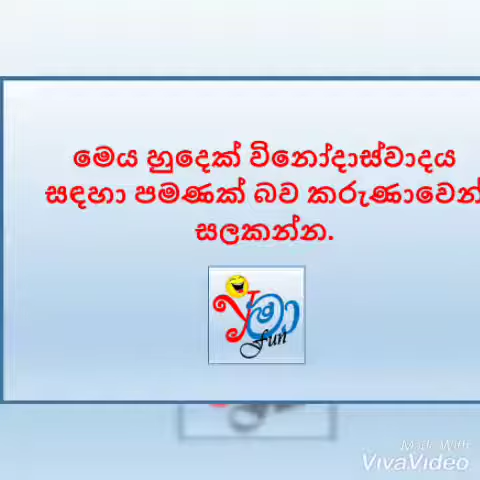 මෙය හුදෙක් විනෝදාස්වාදය
සඳහා පමණක් බව කරුණාවෙන්
සලකන්න.
fun
Made With
VivaVideo